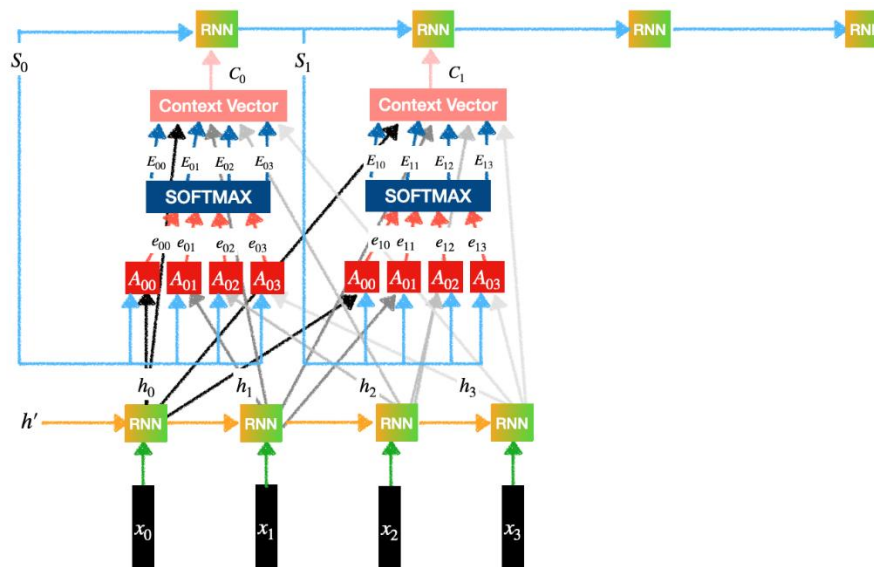 RNN RNN RNN RNN
S₀ S₁
C₀ C₁
Context Vector Context Vector
E₀₀ E₀₁ E₀₂ E₀₃ E₁₀ E₁₁ E₁₂ E₁₃
SOFTMAX SOFTMAX
e₀₀ e₀₁ e₀₂ e₀₃ e₁₀ e₁₁ e₁₂ e₁₃
A₀₀ A₀₁ A₀₂ A₀₃ A₀₀ A₀₁ A₀₂ A₀₃
h₀ h₁ h₂ h₃
h' RNN RNN RNN RNN
x₀ x₁ x₂ x₃